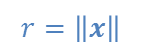 r = ‖x‖